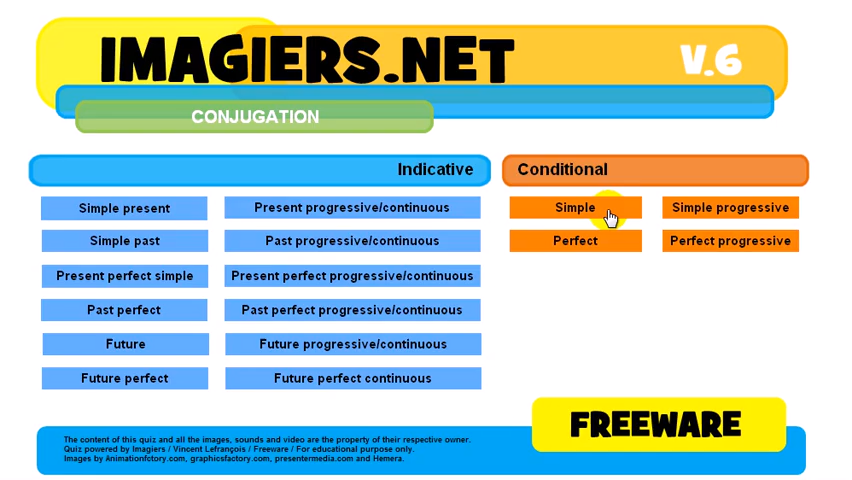 IMAGIERS.NET
V.6
CONJUGATION
Indicative
Conditional
Simple present
Present progressive/continuous
Simple
Simple progressive
Simple past
Past progressive/continuous
Perfect
Perfect progressive
Present perfect simple
Present perfect progressive/continuous
Past perfect
Past perfect progressive/continuous
Future
Future progressive/continuous
Future perfect
Future perfect continuous
FREEWARE
The content of this quiz and all the images, sounds and video are the property of their respective owner.
Quiz powered by Imagiers / Vincent Lefrançois / Freeware / For educational purpose only.
Images by Animationfotory.com, graphicsfactory.com, presentermedia.com and Hemera.